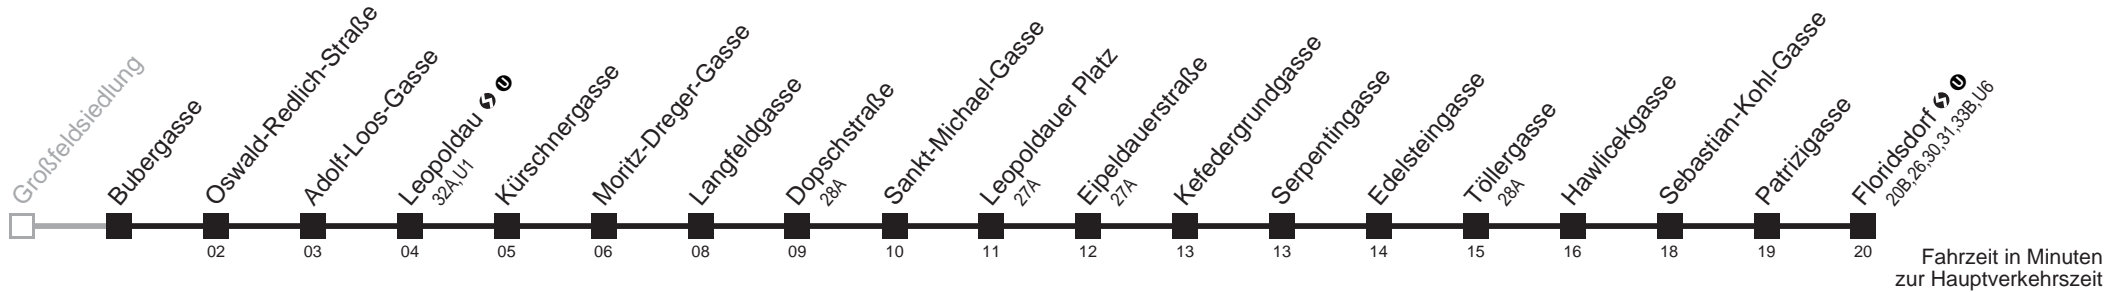 Großfeldsiedlung
Bubergasse
Oswald-Redlich-Straße
02
Adolf-Loos-Gasse
03
Leopoldau S U
32A,U1
04
Kürschnergasse
05
Moritz-Dreger-Gasse
06
Langfeldgasse
08
Dopschstraße
28A
09
Sankt-Michael-Gasse
10
Leopoldauer Platz
27A
11
Eipeldauerstraße
27A
12
Kefedergrundgasse
13
Serpentingasse
13
Edelsteingasse
14
Töllergasse
28A
15
Hawlicekgasse
16
Sebastian-Kohl-Gasse
18
Patrizigasse
19
Floridsdorf S U
20B,26,30,31,33B,U6
20
Fahrzeit in Minuten
zur Hauptverkehrszeit